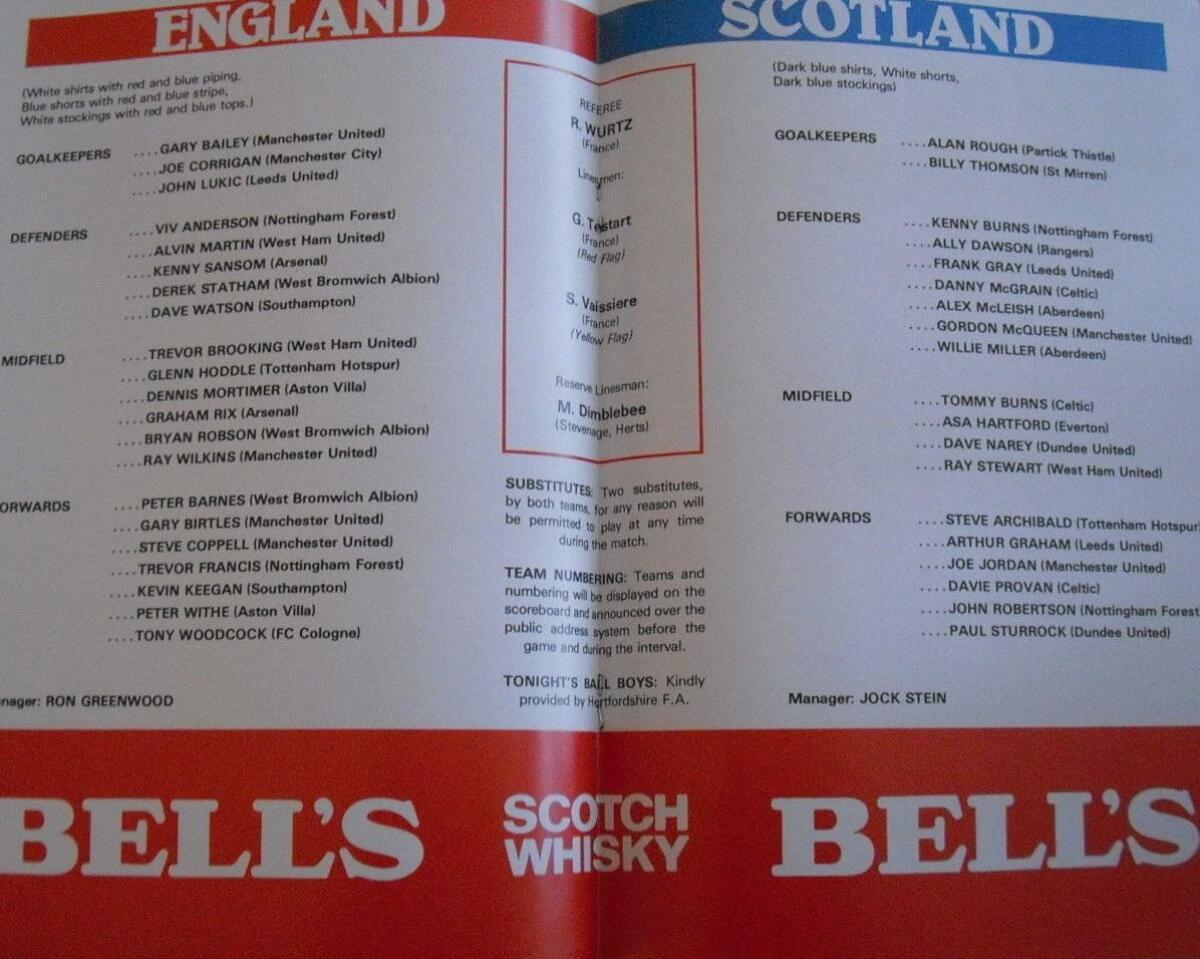 ENGLAND
(White shirts with red and blue piping,
Blue shorts with red and blue stripe,
White stockings with red and blue tops.)
GOALKEEPERS ....GARY BAILEY (Manchester United)
....JOE CORRIGAN (Manchester City)
....JOHN LUKIC (Leeds United)
DEFENDERS ....VIV ANDERSON (Nottingham Forest)
....ALVIN MARTIN (West Ham United)
....KENNY SANSOM (Arsenal)
....DEREK STATHAM (West Bromwich Albion)
....DAVE WATSON (Southampton)
MIDFIELD ....TREVOR BROOKING (West Ham United)
....GLENN HODDLE (Tottenham Hotspur)
....DENNIS MORTIMER (Aston Villa)
....GRAHAM RIX (Arsenal)
....BRYAN ROBSON (West Bromwich Albion)
....RAY WILKINS (Manchester United)
ORWARDS ....PETER BARNES (West Bromwich Albion)
....GARY BIRTLES (Manchester United)
....STEVE COPPELL (Manchester United)
....TREVOR FRANCIS (Nottingham Forest)
....KEVIN KEEGAN (Southampton)
....PETER WITHE (Aston Villa)
....TONY WOODCOCK (FC Cologne)
nager: RON GREENWOOD
REFEREE
R. WURTZ
(France)
Linesmen:
G. Testart
(France)
(Red Flag)
S. Vaissiere
(France)
(Yellow Flag)
Reserve Linesman:
M. Dimblebee
(Stevenage, Herts)
SUBSTITUTES: Two substitutes,
by both teams, for any reason will
be permitted to play at any time
during the match.
TEAM NUMBERING: Teams and
numbering will be displayed on the
scoreboard and announced over the
public address system before the
game and during the interval.
TONIGHT'S BALL BOYS: Kindly
provided by Hertfordshire F.A.
SCOTLAND
(Dark blue shirts, White shorts,
Dark blue stockings)
GOALKEEPERS ....ALAN ROUGH (Partick Thistle)
....BILLY THOMSON (St Mirren)
DEFENDERS ....KENNY BURNS (Nottingham Forest)
....ALLY DAWSON (Rangers)
....FRANK GRAY (Leeds United)
....DANNY McGRAIN (Celtic)
....ALEX McLEISH (Aberdeen)
....GORDON McQUEEN (Manchester United)
....WILLIE MILLER (Aberdeen)
MIDFIELD ....TOMMY BURNS (Celtic)
....ASA HARTFORD (Everton)
....DAVE NAREY (Dundee United)
....RAY STEWART (West Ham United)
FORWARDS ....STEVE ARCHIBALD (Tottenham Hotspur
....ARTHUR GRAHAM (Leeds United)
....JOE JORDAN (Manchester United)
....DAVIE PROVAN (Celtic)
....JOHN ROBERTSON (Nottingham Forest
....PAUL STURROCK (Dundee United)
Manager: JOCK STEIN
BELL'S
SCOTCH
WHISKY
BELL'S